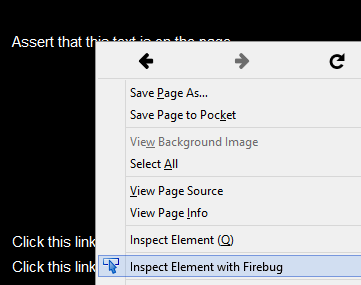 Assert that this text is on the page
Save Page As...
Save Page to Pocket
View Background Image
Select All
View Page Source
View Page Info
Inspect Element (Q)
Click this link
Click this link
Inspect Element with Firebug